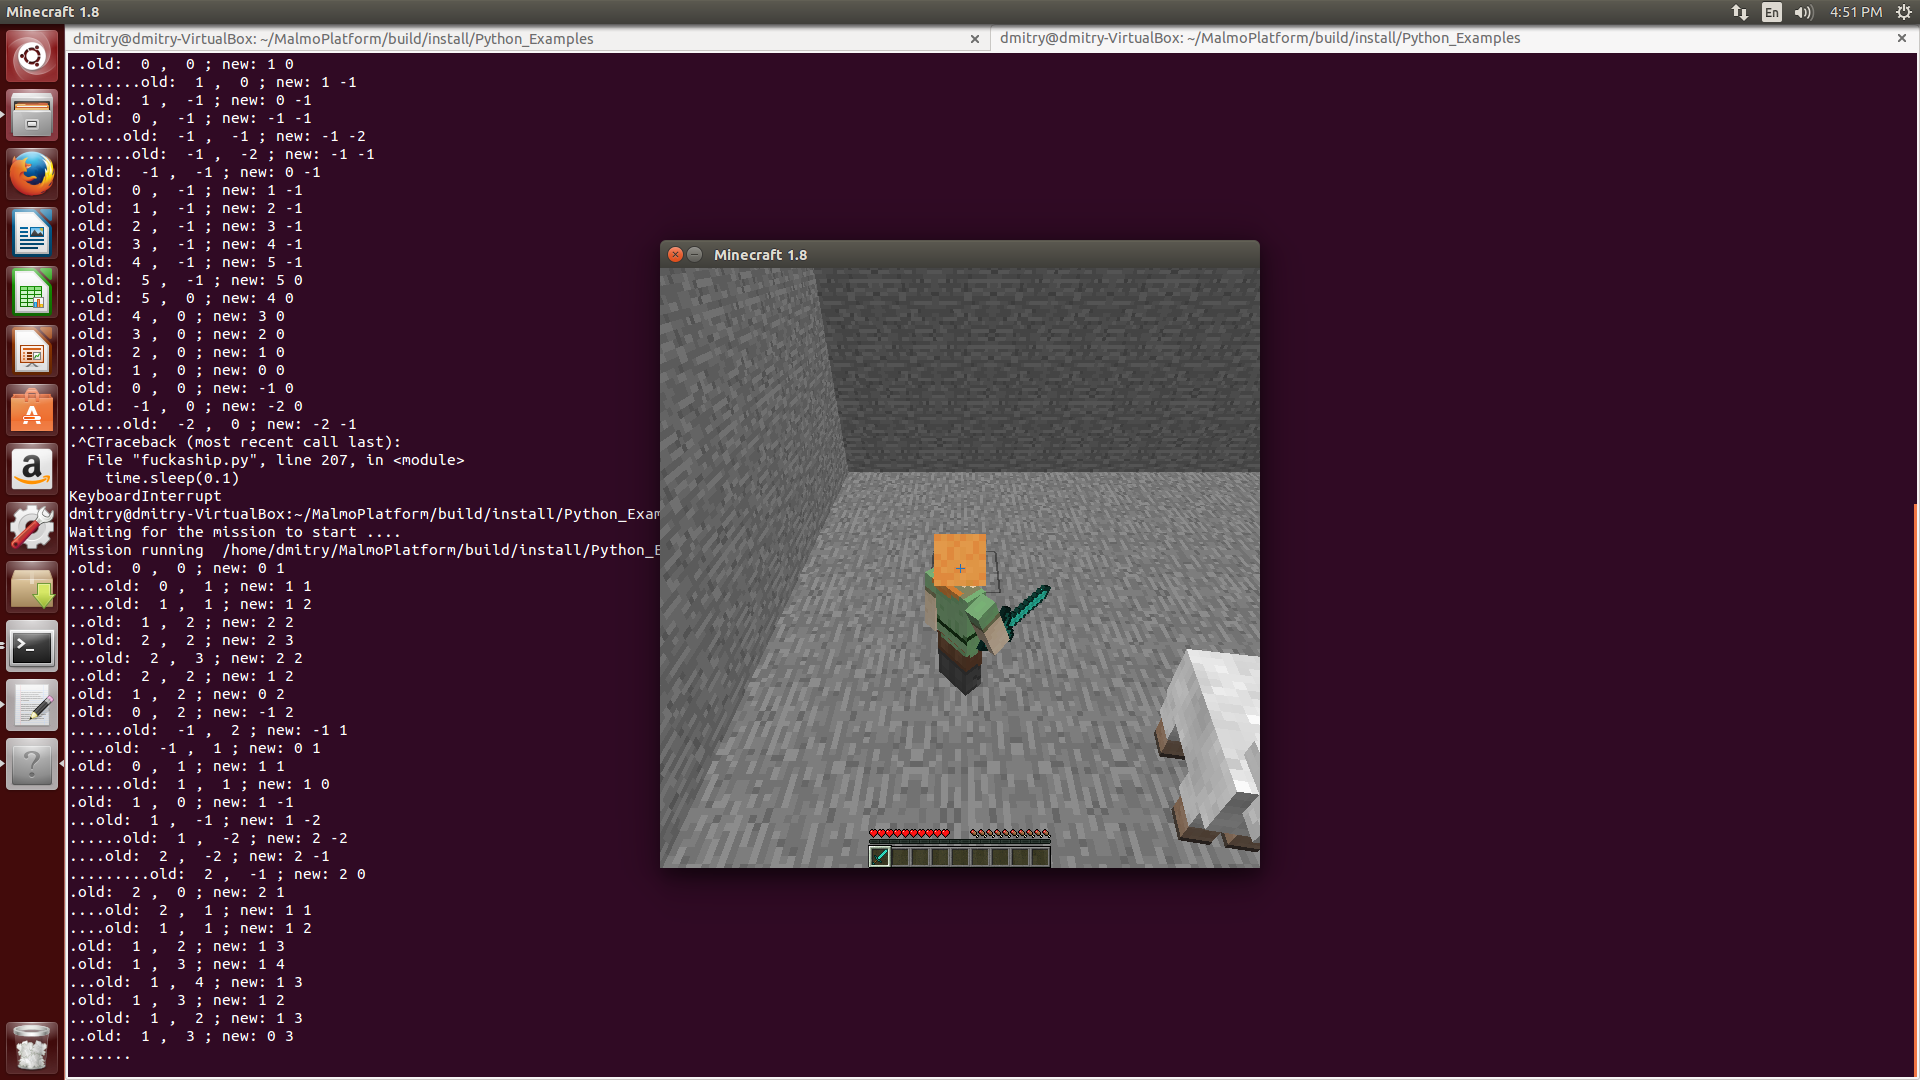 Minecraft 1.8
En
4:51 PM
dmitry@dmitry-VirtualBox: ~/MalmoPlatform/build/install/Python_Examples
dmitry@dmitry-VirtualBox: ~/MalmoPlatform/build/install/Python_Examples
..old:  0 ,  0 ; new: 1 0
........old:  1 ,  0 ; new: 1 -1
..old:  1 ,  -1 ; new: 0 -1
.old:  0 ,  -1 ; new: -1 -1
......old:  -1 ,  -1 ; new: -1 -2
.......old:  -1 ,  -2 ; new: -1 -1
..old:  -1 ,  -1 ; new: 0 -1
.old:  0 ,  -1 ; new: 1 -1
.old:  1 ,  -1 ; new: 2 -1
.old:  2 ,  -1 ; new: 3 -1
.old:  3 ,  -1 ; new: 4 -1
.old:  4 ,  -1 ; new: 5 -1
..old:  5 ,  -1 ; new: 5 0
..old:  5 ,  0 ; new: 4 0
.old:  4 ,  0 ; new: 3 0
.old:  3 ,  0 ; new: 2 0
.old:  2 ,  0 ; new: 1 0
.old:  1 ,  0 ; new: 0 0
.old:  0 ,  0 ; new: -1 0
.old:  -1 ,  0 ; new: -2 0
......old:  -2 ,  0 ; new: -2 -1
.^CTraceback (most recent call last):
  File "fuckaship.py", line 207, in <module>
    time.sleep(0.1)
KeyboardInterrupt
dmitry@dmitry-VirtualBox:~/MalmoPlatform/build/install/Python_Exam
Waiting for the mission to start ....
Mission running  /home/dmitry/MalmoPlatform/build/install/Python_E
.old:  0 ,  0 ; new: 0 1
....old:  0 ,  1 ; new: 1 1
....old:  1 ,  1 ; new: 1 2
..old:  1 ,  2 ; new: 2 2
..old:  2 ,  2 ; new: 2 3
...old:  2 ,  3 ; new: 2 2
..old:  2 ,  2 ; new: 1 2
.old:  1 ,  2 ; new: 0 2
.old:  0 ,  2 ; new: -1 2
......old:  -1 ,  2 ; new: -1 1
....old:  -1 ,  1 ; new: 0 1
.old:  0 ,  1 ; new: 1 1
......old:  1 ,  1 ; new: 1 0
.old:  1 ,  0 ; new: 1 -1
...old:  1 ,  -1 ; new: 1 -2
......old:  1 ,  -2 ; new: 2 -2
....old:  2 ,  -2 ; new: 2 -1
.........old:  2 ,  -1 ; new: 2 0
.old:  2 ,  0 ; new: 2 1
....old:  2 ,  1 ; new: 1 1
....old:  1 ,  1 ; new: 1 2
.old:  1 ,  2 ; new: 1 3
.old:  1 ,  3 ; new: 1 4
...old:  1 ,  4 ; new: 1 3
.old:  1 ,  3 ; new: 1 2
...old:  1 ,  2 ; new: 1 3
..old:  1 ,  3 ; new: 0 3
.......
Minecraft 1.8